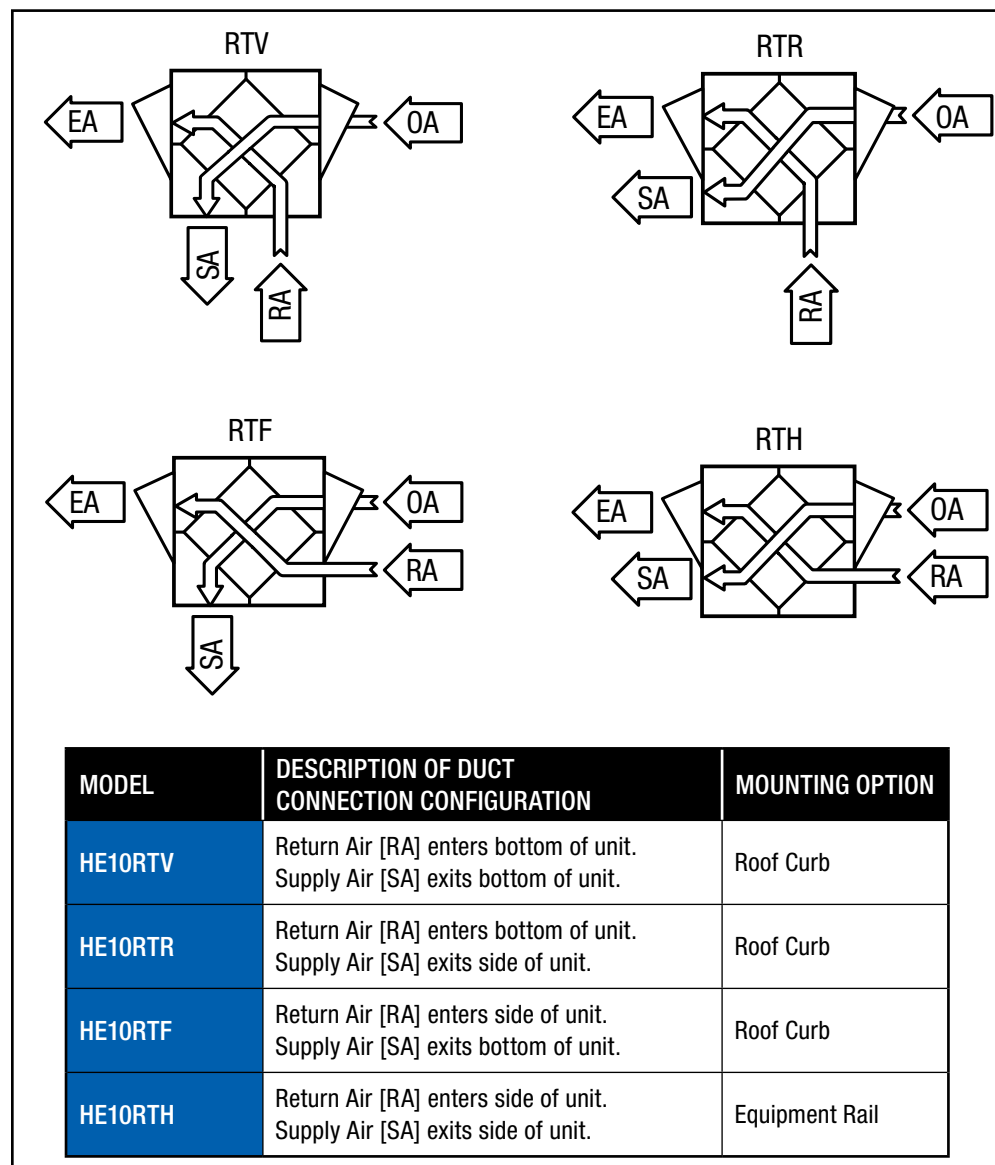 RTV
EA
OA
SA
RA
RTR
EA
OA
SA
RA
RTF
EA
OA
RA
SA
RTH
EA
OA
SA
RA
MODEL
DESCRIPTION OF DUCT
CONNECTION CONFIGURATION
MOUNTING OPTION
HE10RTV
Return Air [RA] enters bottom of unit.
Supply Air [SA] exits bottom of unit.
Roof Curb
HE10RTR
Return Air [RA] enters bottom of unit.
Supply Air [SA] exits side of unit.
Roof Curb
HE10RTF
Return Air [RA] enters side of unit.
Supply Air [SA] exits bottom of unit.
Roof Curb
HE10RTH
Return Air [RA] enters side of unit.
Supply Air [SA] exits side of unit.
Equipment Rail